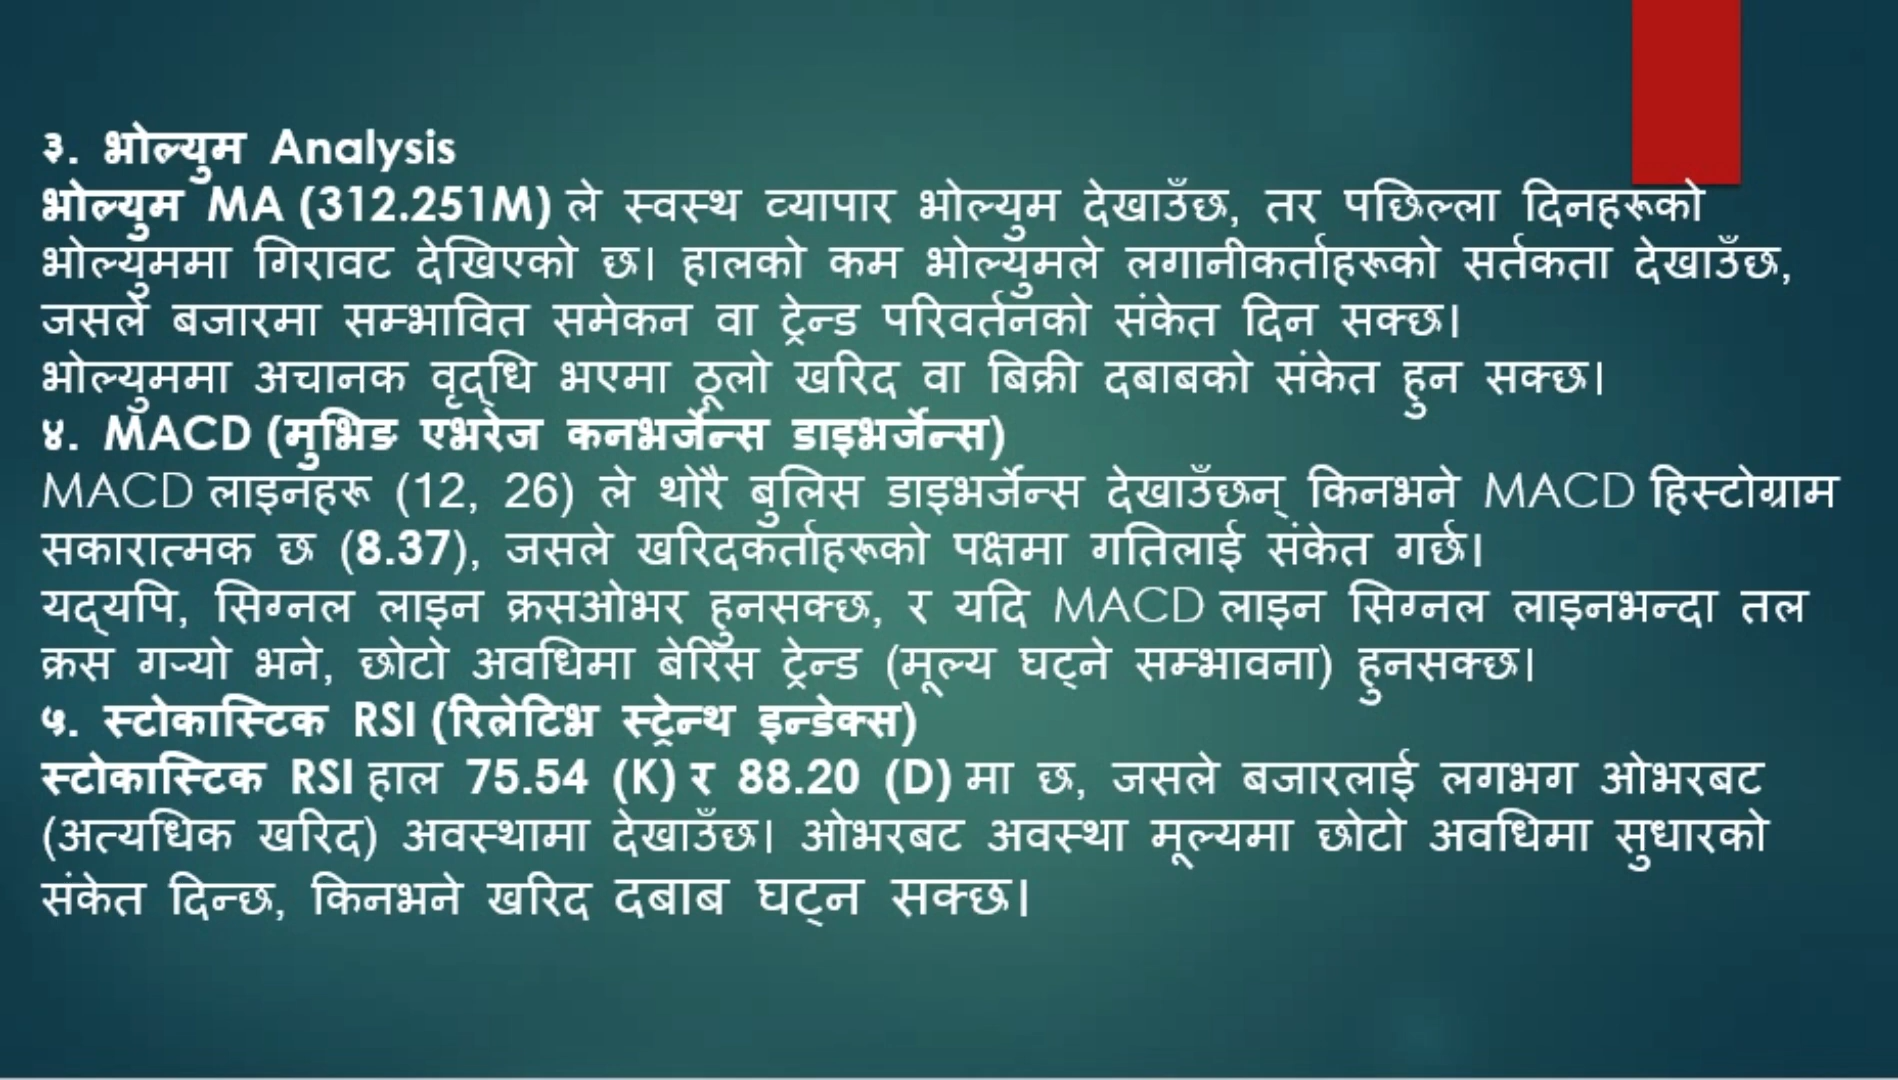 ३. भोल्युम Analysis
भोल्युम MA (312.251M) ले स्वस्थ व्यापार भोल्युम देखाउँछ, तर पछिल्ला दिनहरूको
भोल्युममा गिरावट देखिएको छ। हालको कम भोल्युमले लगानीकर्ताहरूको सर्तकता देखाउँछ,
जसले बजारमा सम्भावित समेकन वा ट्रेन्ड परिवर्तनको संकेत दिन सक्छ।
भोल्युममा अचानक वृद्धि भएमा ठूलो खरिद वा बिक्री दबाबको संकेत हुन सक्छ।
४. MACD (मुभिङ एभरेज कनभर्जेन्स डाइभर्जेन्स)
MACD लाइनहरू (12, 26) ले थोरै बुलिस डाइभर्जेन्स देखाउँछन् किनभने MACD हिस्टोग्राम
सकारात्मक छ (8.37), जसले खरिदकर्ताहरूको पक्षमा गतिलाई संकेत गर्छ।
यद्यपि, सिग्नल लाइन क्रसओभर हुनसक्छ, र यदि MACD लाइन सिग्नल लाइनभन्दा तल
क्रस गऱ्यो भने, छोटो अवधिमा बेरिस ट्रेन्ड (मूल्य घट्ने सम्भावना) हुनसक्छ।
५. स्टोकास्टिक RSI (रिलेटिभ स्ट्रेन्थ इन्डेक्स)
स्टोकास्टिक RSI हाल 75.54 (K) र 88.20 (D) मा छ, जसले बजारलाई लगभग ओभरबट
(अत्यधिक खरिद) अवस्थामा देखाउँछ। ओभरबट अवस्था मूल्यमा छोटो अवधिमा सुधारको
संकेत दिन्छ, किनभने खरिद दबाब घट्न सक्छ।